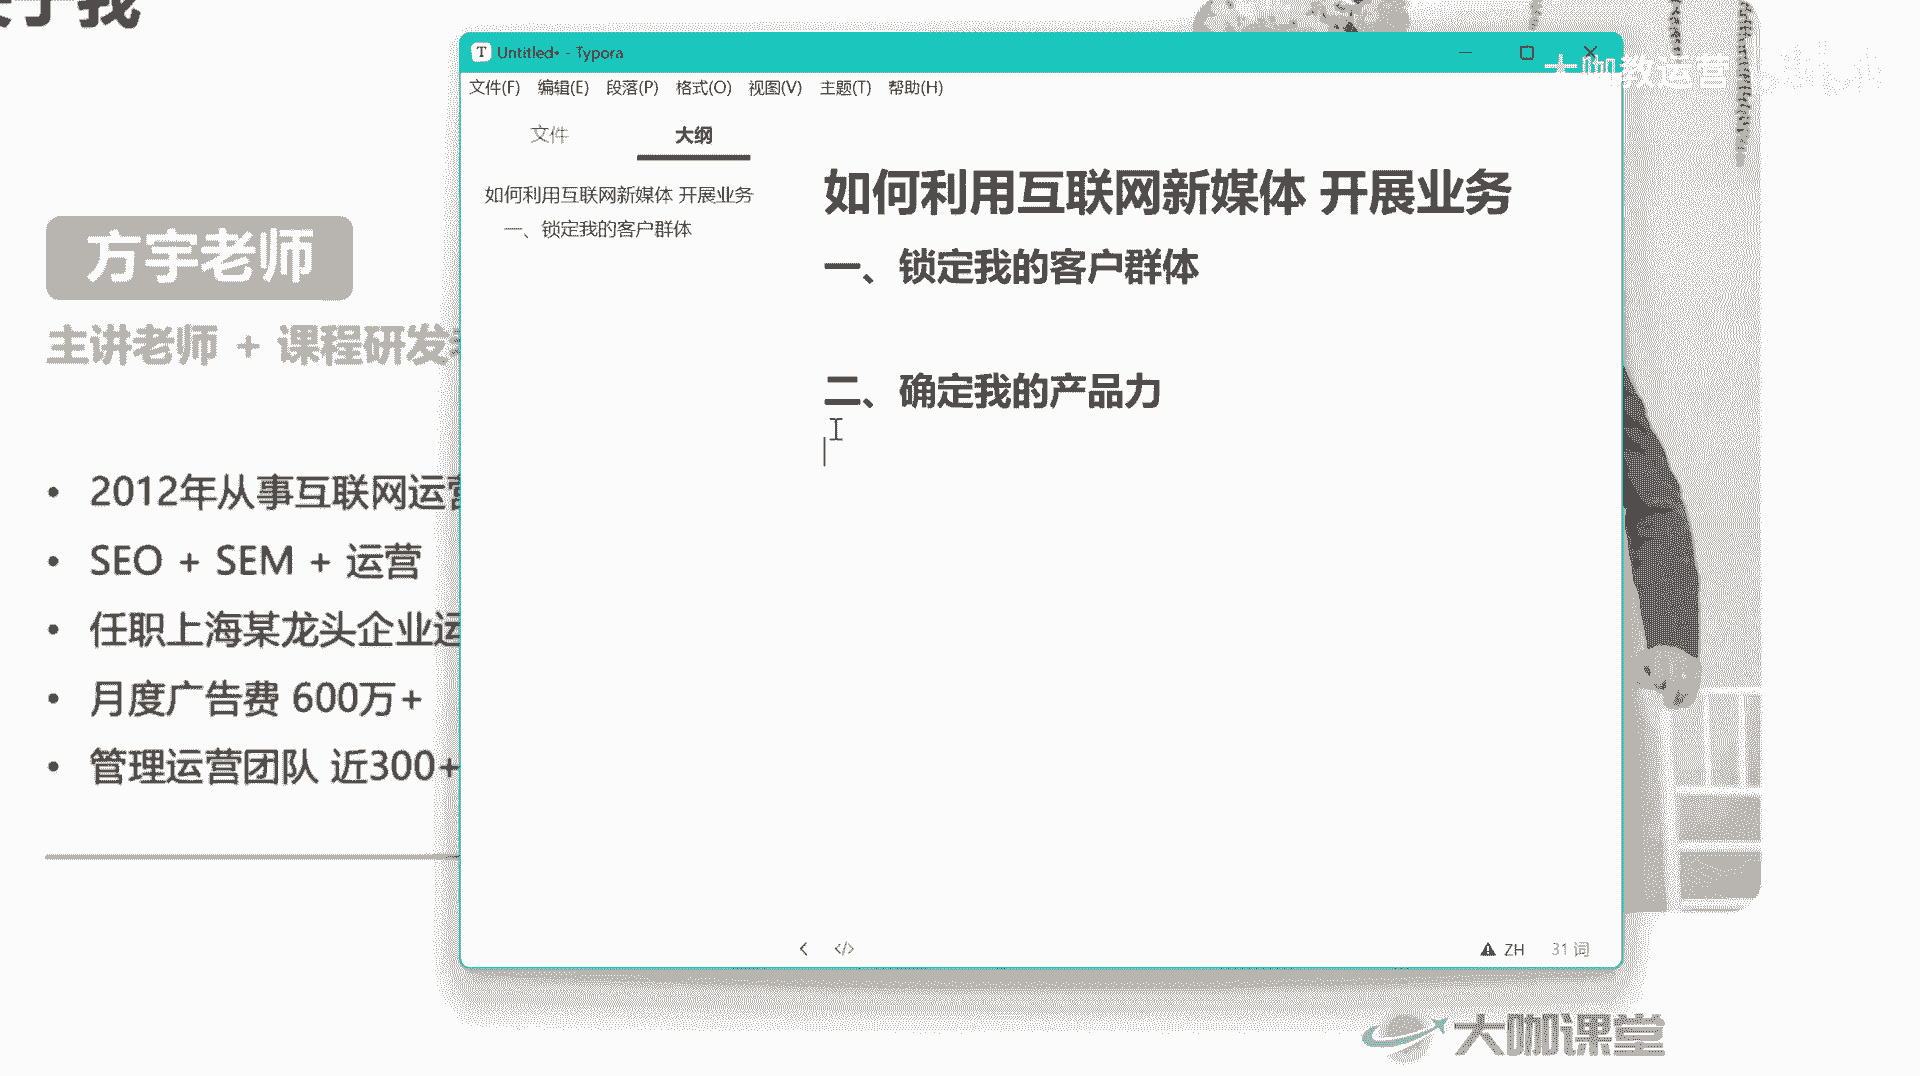 于我
方宇老师
主讲老师 + 课程研发
• 2012年从事互联网运营
• SEO + SEM + 运营
• 任职上海某龙头企业运
• 月度广告费 600万+
• 管理运营团队 近300+
Untitled• - Typora
大咖教运营
文件(F) 编辑(E) 段落(P) 格式(O) 视图(V) 主题(T) 帮助(H)
文件 大纲
如何利用互联网新媒体 开展业务
一、锁定我的客户群体
如何利用互联网新媒体 开展业务
一、锁定我的客户群体
二、确定我的产品力
ZH 31 词
大咖课堂